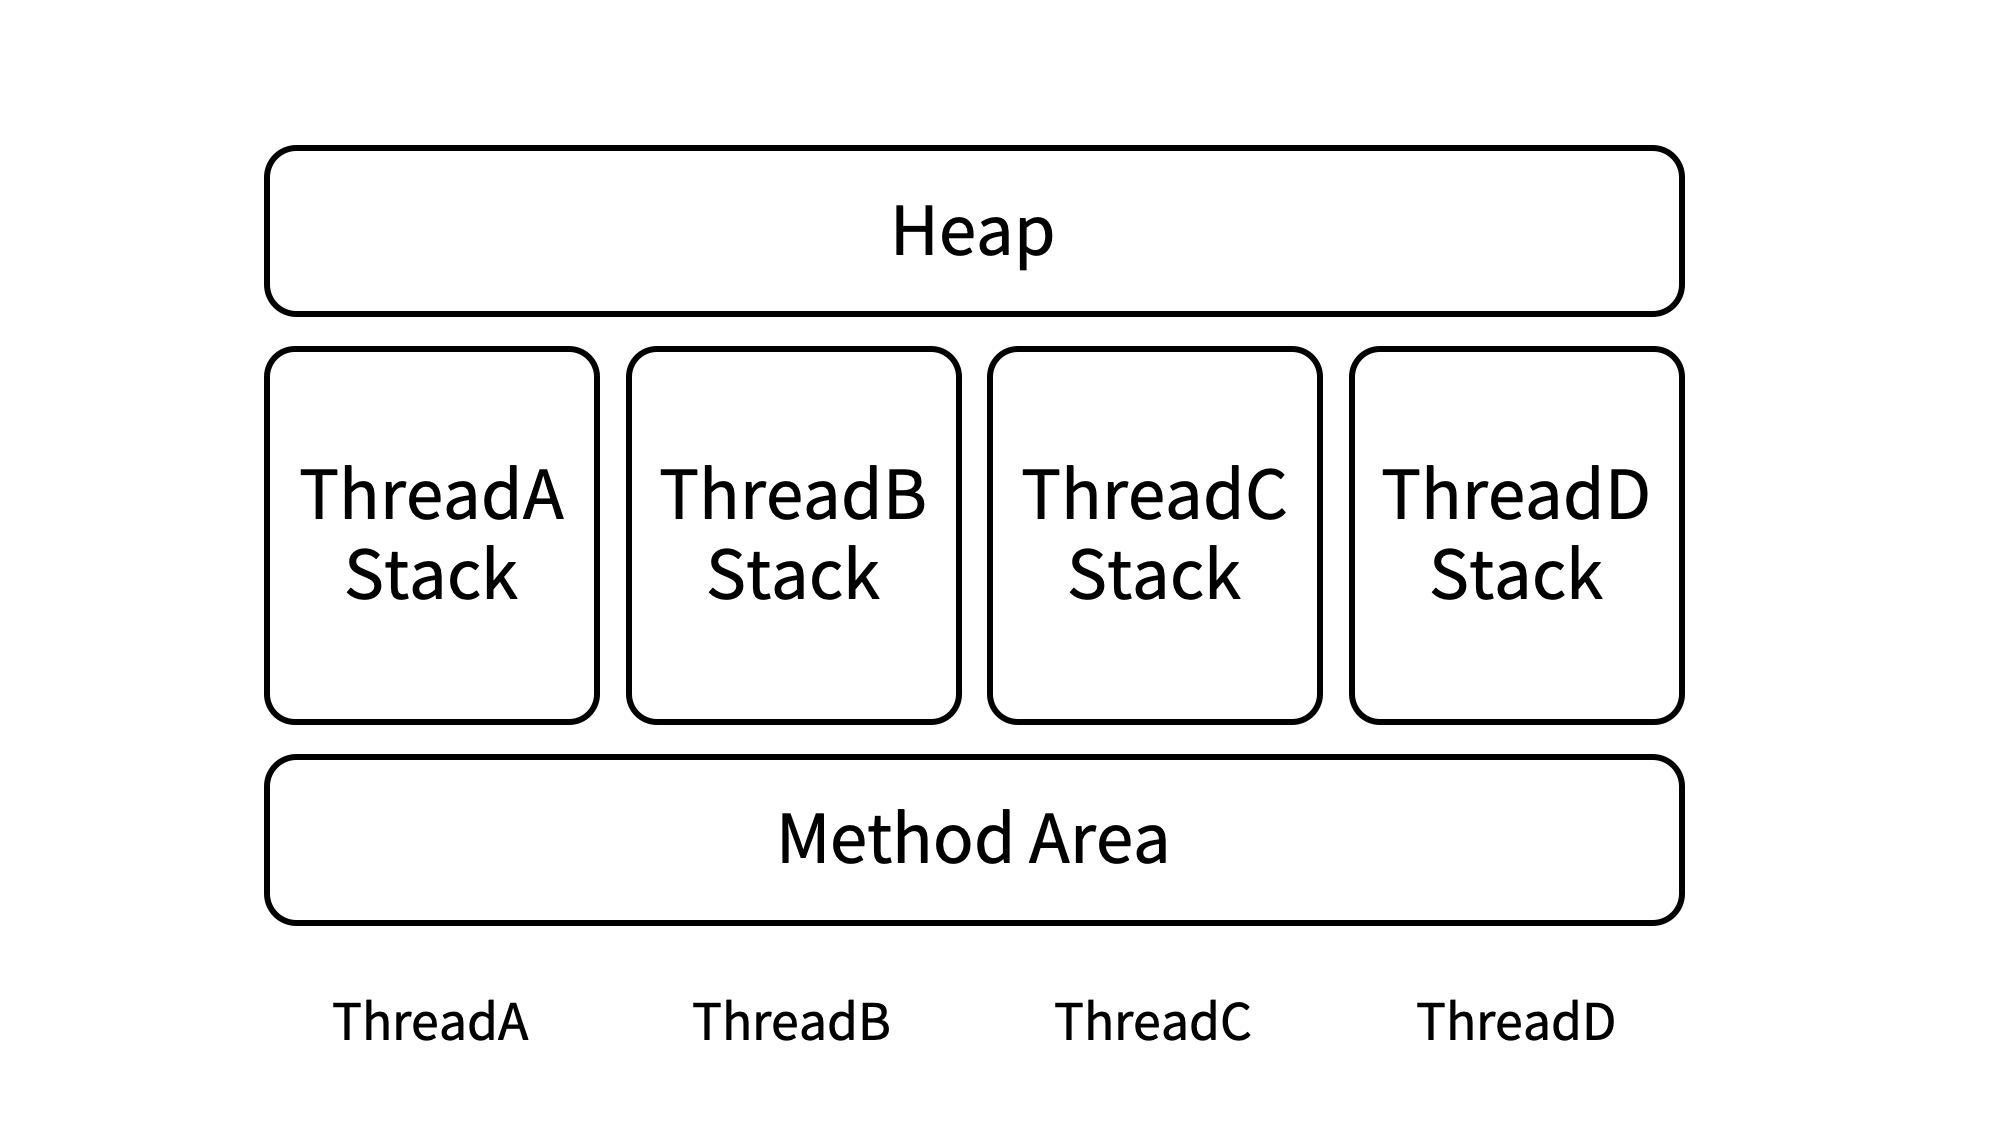 Heap
ThreadA
Stack
ThreadB
Stack
ThreadC
Stack
ThreadD
Stack
Method Area
ThreadA
ThreadB
ThreadC
ThreadD